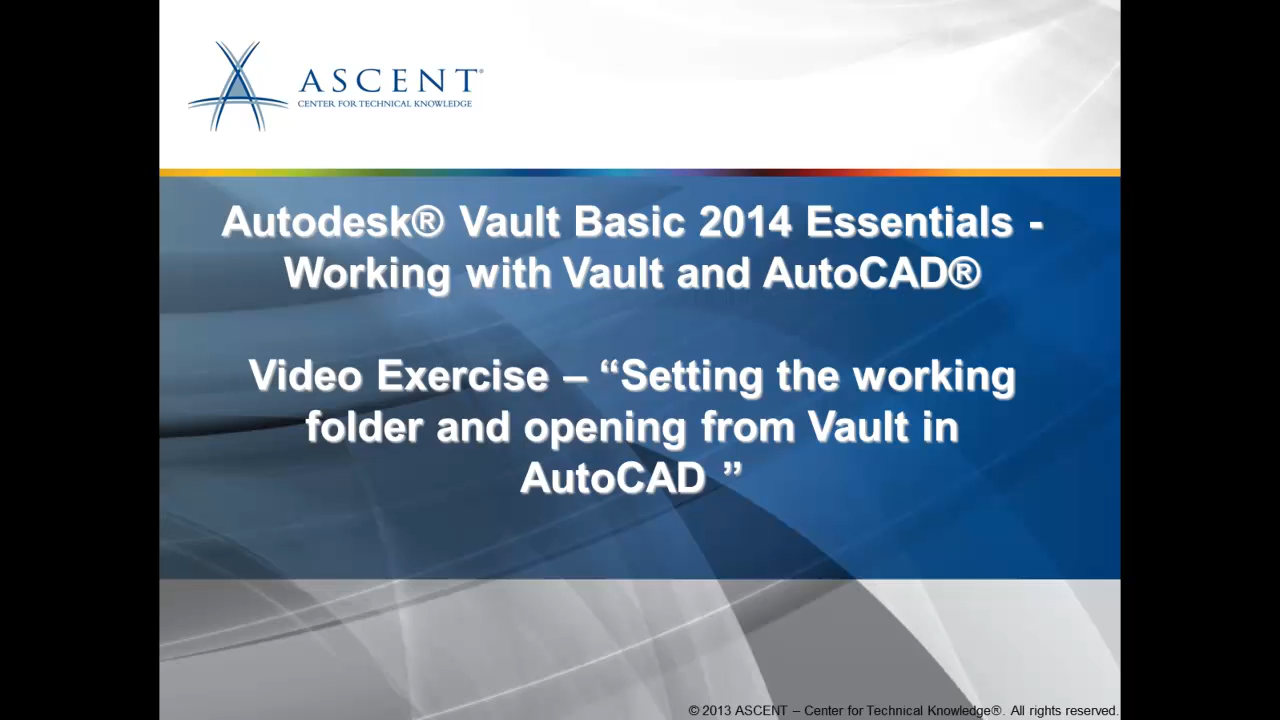 ASCENT®
CENTER FOR TECHNICAL KNOWLEDGE
Autodesk® Vault Basic 2014 Essentials -
Working with Vault and AutoCAD®
Video Exercise – “Setting the working
folder and opening from Vault in
AutoCAD ”
© 2013 ASCENT – Center for Technical Knowledge®. All rights reserved.